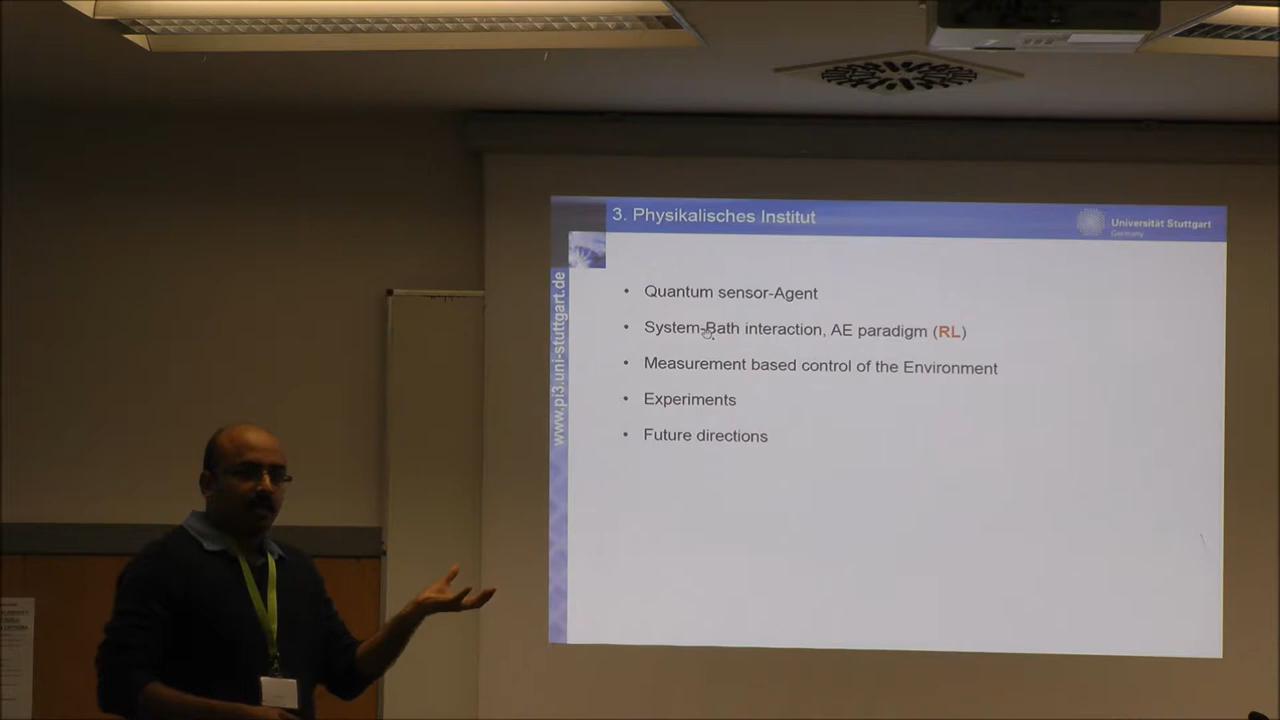 3. Physikalisches Institut
Universität Stuttgart
Germany
www.pi3.uni-stuttgart.de
• Quantum sensor-Agent
• System-Bath interaction, AE paradigm (RL)
• Measurement based control of the Environment
• Experiments
• Future directions